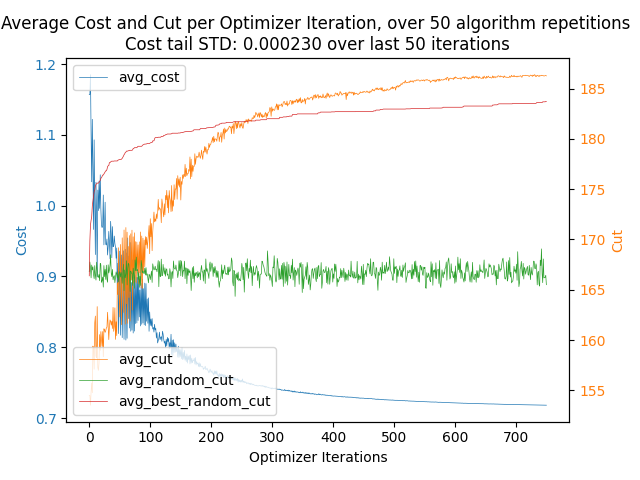 Average Cost and Cut per Optimizer Iteration, over 50 algorithm repetitions
Cost tail STD: 0.000230 over last 50 iterations
avg_cost
1.2
1.1
1.0
0.9
0.8
0.7
Cost
185
180
175
170
165
160
155
Cut
avg_cut
avg_random_cut
avg_best_random_cut
0 100 200 300 400 500 600 700
Optimizer Iterations